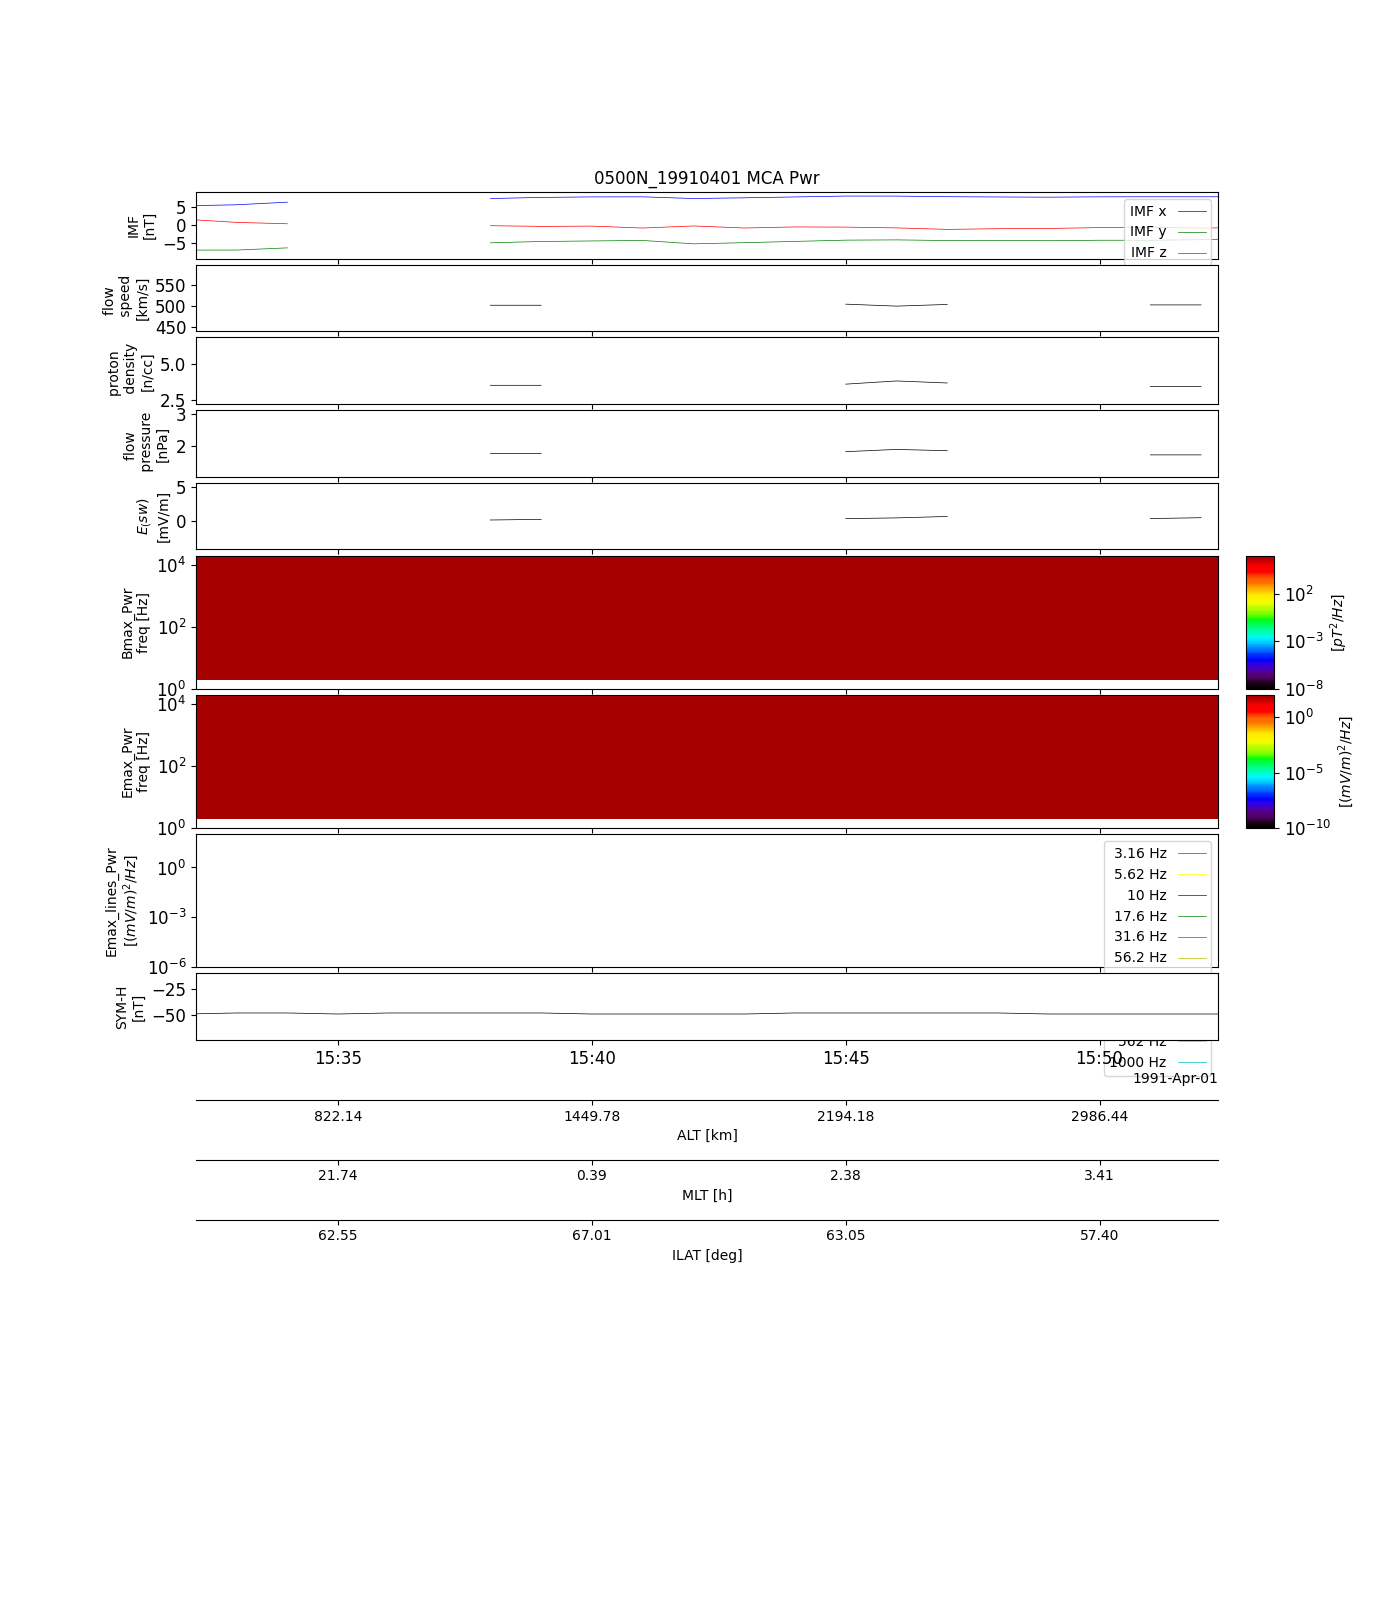 0500N_19910401 MCA Pwr
IMF
[nT]
5
0
−5
IMF x
IMF y
IMF z
flow
speed
[km/s]
550
500
450
proton
density
[n/cc]
5.0
2.5
flow
pressure
[nPa]
3
2
E(sw)
[mV/m]
5
0
Bmax_Pwr
freq [Hz]
10^4
10^2
10^0
10^2
10^−3
10^−8
[pT^2/Hz]
Emax_Pwr
freq [Hz]
10^4
10^2
10^0
10^0
10^−5
10^−10
[(mV/m)^2/Hz]
Emax_lines_Pwr
[(mV/m)^2/Hz]
10^0
10^−3
10^−6
3.16 Hz
5.62 Hz
10 Hz
17.6 Hz
31.6 Hz
56.2 Hz
SYM-H
[nT]
−25
−50
562 Hz
1000 Hz
15:35 15:40 15:45 15:50
1991-Apr-01
822.14 1449.78 2194.18 2986.44
ALT [km]
21.74 0.39 2.38 3.41
MLT [h]
62.55 67.01 63.05 57.40
ILAT [deg]